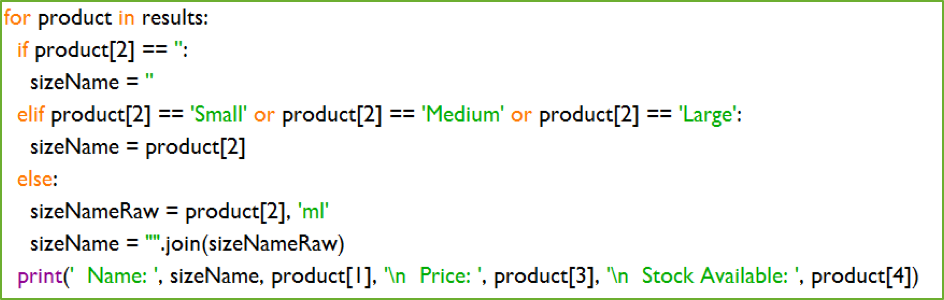 for product in results:
  if product[2] == '':
    sizeName = ''
  elif product[2] == 'Small' or product[2] == 'Medium' or product[2] == 'Large':
    sizeName = product[2]
  else:
    sizeNameRaw = product[2], 'ml'
    sizeName = "".join(sizeNameRaw)
  print('  Name: ', sizeName, product[1], '\n  Price: ', product[3], '\n  Stock Available: ', product[4])